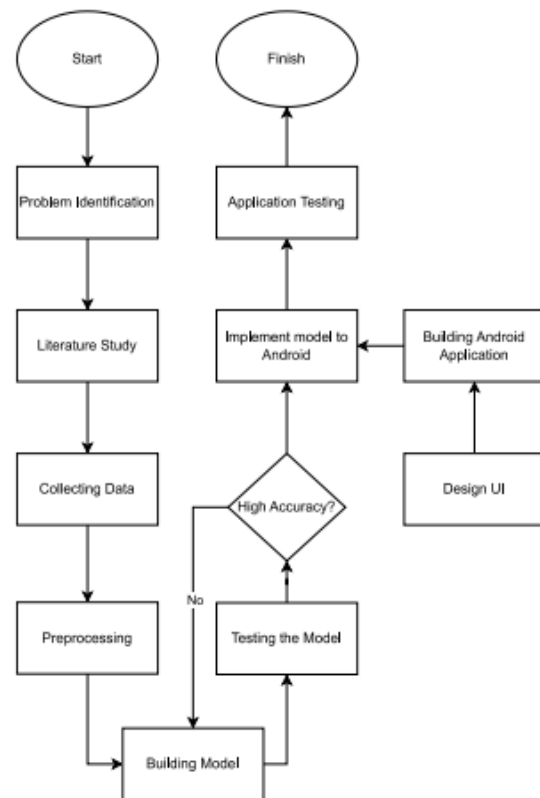 Start
Finish
Problem Identification
Application Testing
Literature Study
Implement model to
Android
Building Android
Application
Collecting Data
High Accuracy?
Design UI
No
Preprocessing
Testing the Model
Building Model